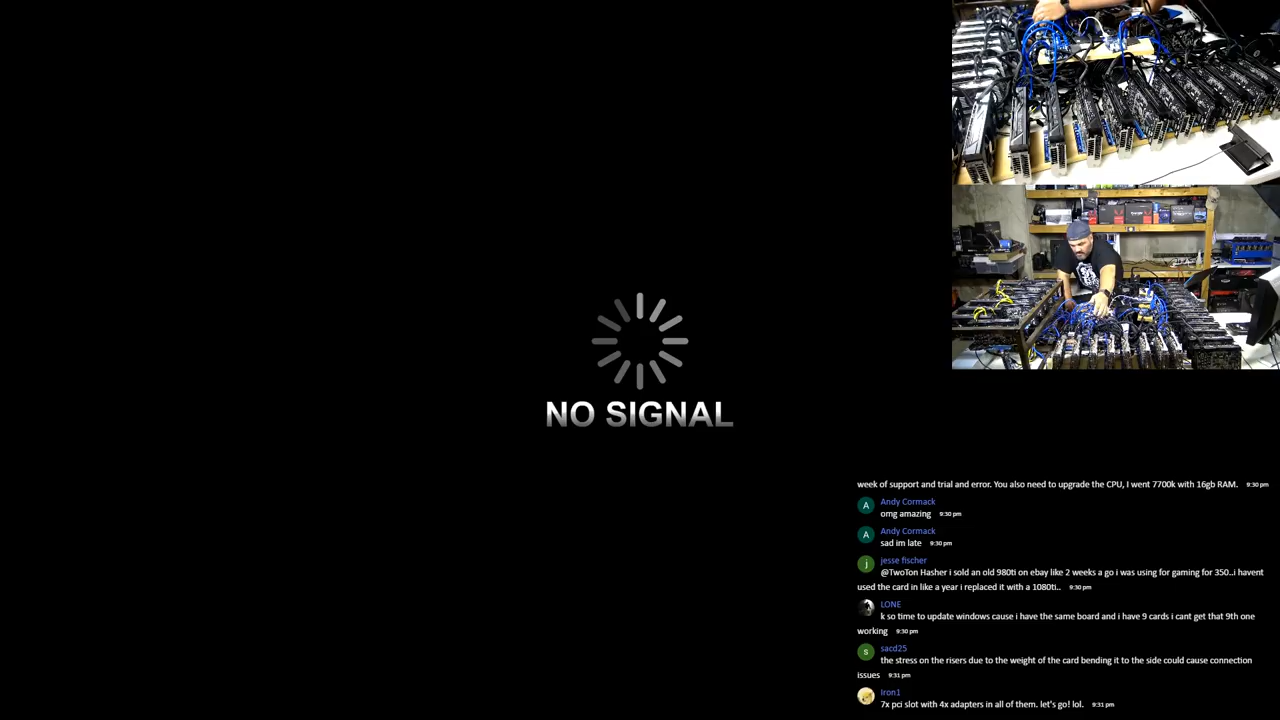 NO SIGNAL
week of support and trial and error. You also need to upgrade the CPU, I went 7700k with 16gb RAM. 9:30 pm
A Andy Cormack
omg amazing 9:30 pm
A Andy Cormack
sad im late 9:30 pm
j jesse fischer
@TwoTon Hasher i sold an old 980ti on ebay like 2 weeks a go i was using for gaming for 350..i havent
used the card in like a year i replaced it with a 1080ti.. 9:30 pm
LONE
k so time to update windows cause i have the same board and i have 9 cards i cant get that 9th one
working 9:30 pm
s sacd25
the stress on the risers due to the weight of the card bending it to the side could cause connection
issues 9:31 pm
Iron1
7x pci slot with 4x adapters in all of them. let's go! lol. 9:31 pm